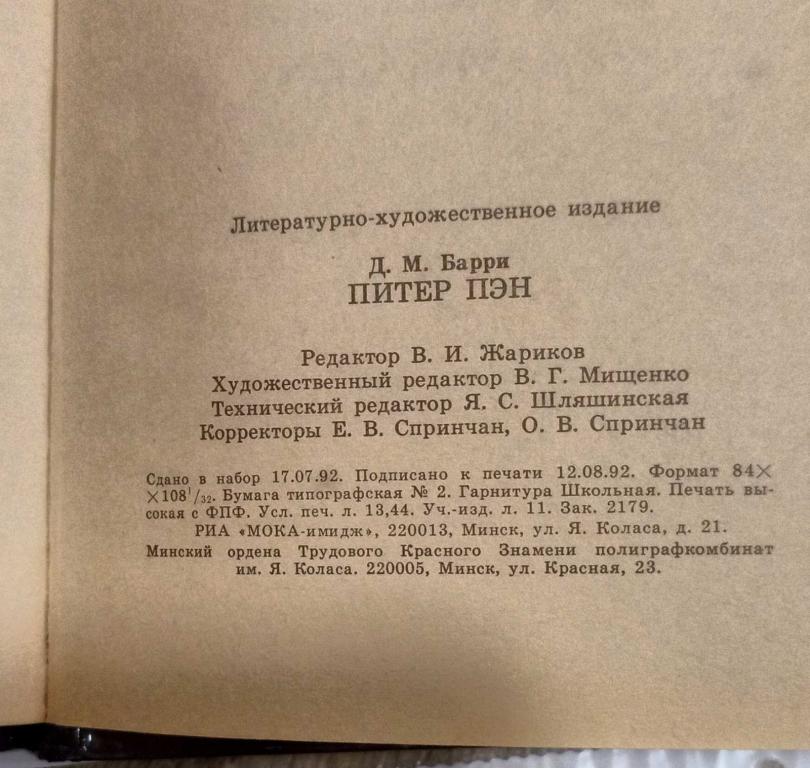 Литературно-художественное издание
Д. М. Барри
ПИТЕР ПЭН
Редактор В. И. Жариков
Художественный редактор В. Г. Мищенко
Технический редактор Я. С. Шляшинская
Корректоры Е. В. Спринчан, О. В. Спринчан
Сдано в набор 17.07.92. Подписано к печати 12.08.92. Формат 84×
×108¹/₃₂. Бумага типографская № 2. Гарнитура Школьная. Печать вы-
сокая с ФПФ. Усл. печ. л. 13,44. Уч.-изд. л. 11. Зак. 2179.
РИА «МОКА-имидж», 220013, Минск, ул. Я. Коласа, д. 21.
Минский ордена Трудового Красного Знамени полиграфкомбинат
им. Я. Коласа. 220005, Минск, ул. Красная, 23.